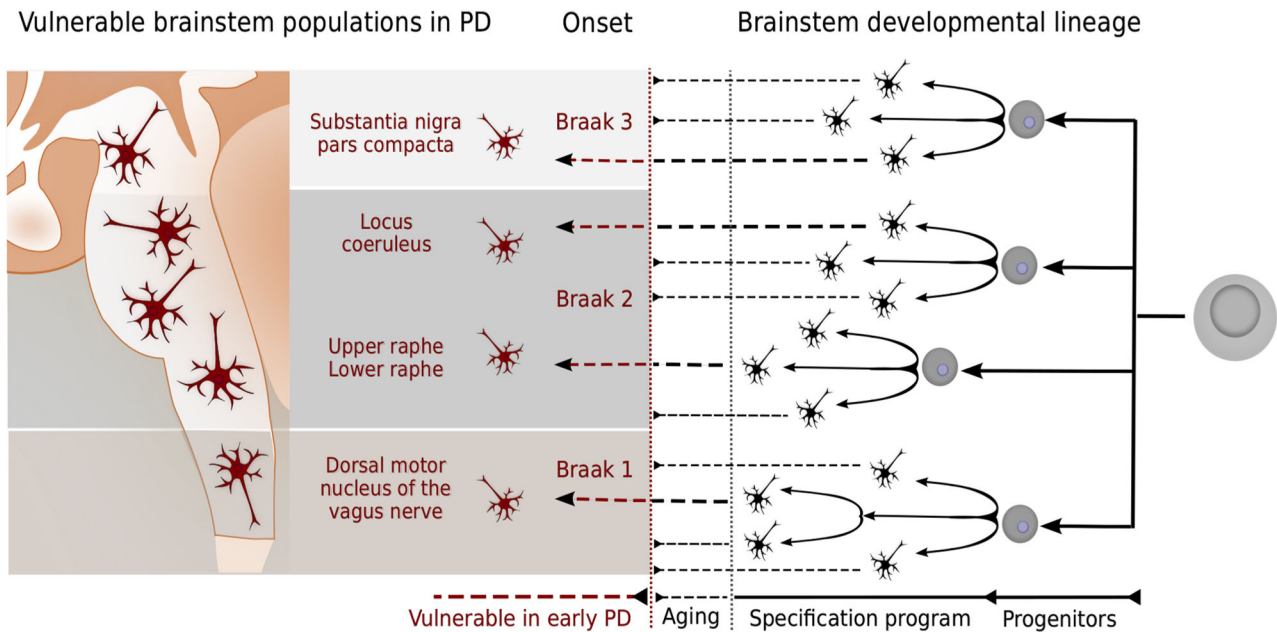 Vulnerable brainstem populations in PD
Onset
Brainstem developmental lineage
Substantia nigra
pars compacta
Braak 3
Locus
coeruleus
Braak 2
Upper raphe
Lower raphe
Dorsal motor
nucleus of the
vagus nerve
Braak 1
Vulnerable in early PD
Aging
Specification program
Progenitors